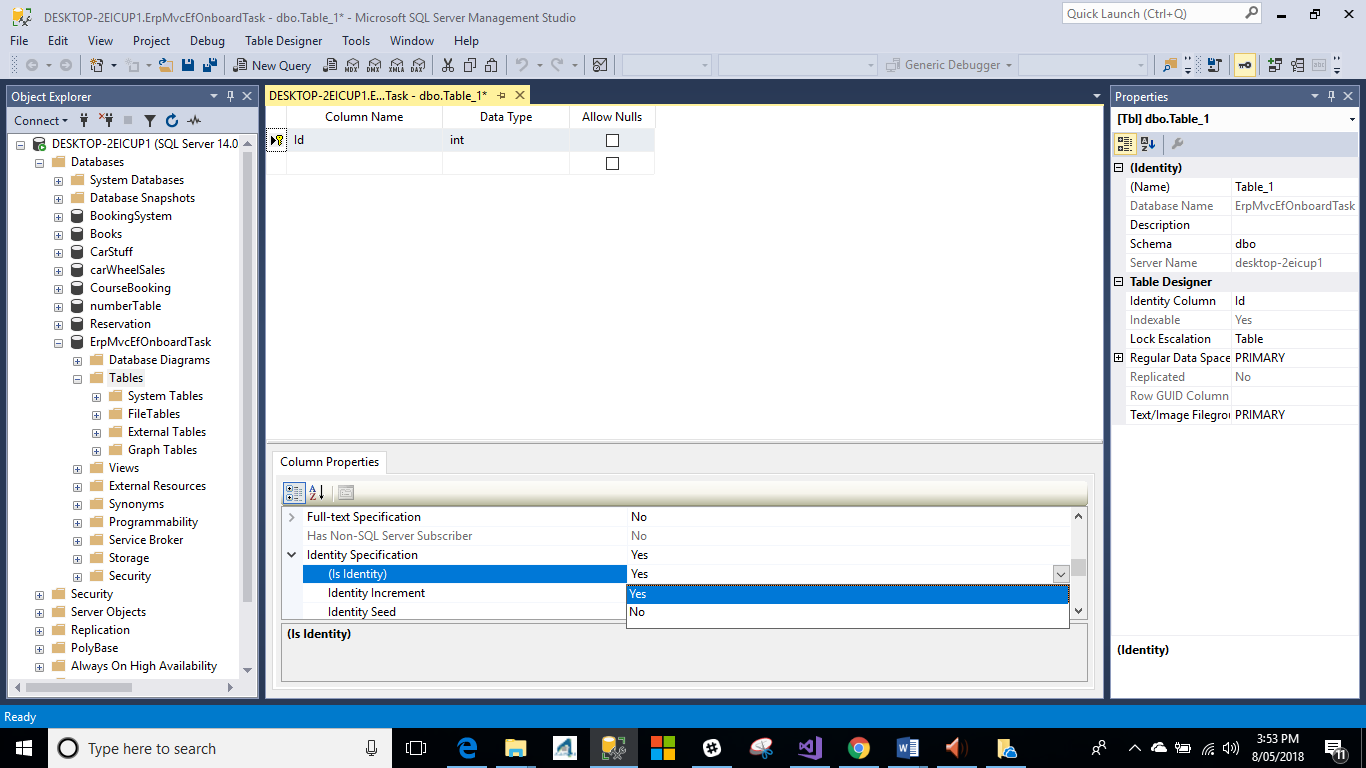 DESKTOP-2EICUP1.ErpMvcEfOnboardTask - dbo.Table_1* - Microsoft SQL Server Management Studio
Quick Launch (Ctrl+Q)
File Edit View Project Debug Table Designer Tools Window Help
New Query MDX DMX XMLA DAX Generic Debugger
Object Explorer
Connect
DESKTOP-2EICUP1 (SQL Server 14.0
Databases
System Databases
Database Snapshots
BookingSystem
Books
CarStuff
carWheelSales
CourseBooking
numberTable
Reservation
ErpMvcEfOnboardTask
Database Diagrams
Tables
System Tables
FileTables
External Tables
Graph Tables
Views
External Resources
Synonyms
Programmability
Service Broker
Storage
Security
Security
Server Objects
Replication
PolyBase
Always On High Availability
DESKTOP-2EICUP1.E...Task - dbo.Table_1*
Column Name Data Type Allow Nulls
Id int
Column Properties
Full-text Specification No
Has Non-SQL Server Subscriber No
Identity Specification Yes
(Is Identity) Yes
Identity Increment Yes
Identity Seed No
(Is Identity)
Properties
[Tbl] dbo.Table_1
(Identity)
(Name) Table_1
Database Name ErpMvcEfOnboardTask
Description
Schema dbo
Server Name desktop-2eicup1
Table Designer
Identity Column Id
Indexable Yes
Lock Escalation Table
Regular Data Space PRIMARY
Replicated No
Row GUID Column
Text/Image Filegrou PRIMARY
(Identity)
Ready
Type here to search
3:53 PM
8/05/2018
11